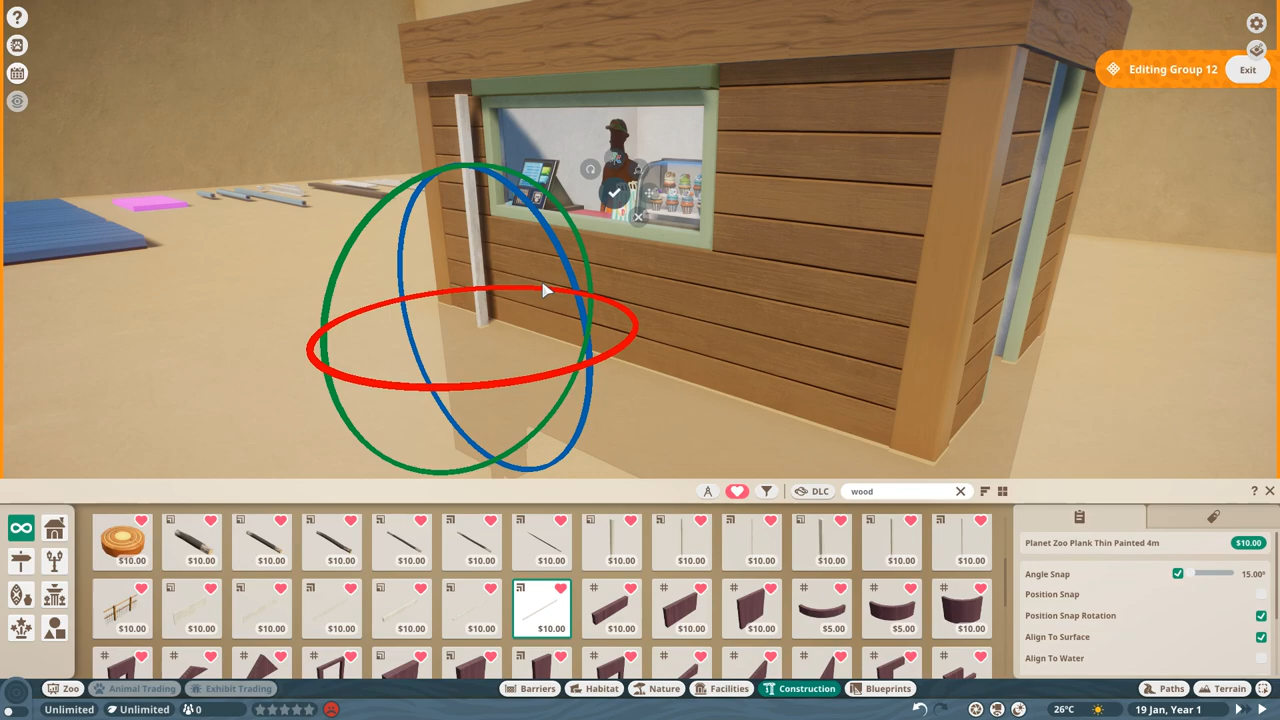 Editing Group 12
Exit
DLC
wood
?
$10.00 $10.00 $10.00 $10.00 $10.00 $10.00 $10.00 $10.00 $10.00 $10.00 $10.00 $10.00 $10.00
$10.00 $10.00 $10.00 $10.00 $10.00 $10.00 $10.00 $10.00 $10.00 $10.00 $5.00 $5.00 $10.00
Planet Zoo Plank Thin Painted 4m
$10.00
Angle Snap
15.00°
Position Snap
Position Snap Rotation
Align To Surface
Align To Water
Zoo
Animal Trading
Exhibit Trading
Barriers
Habitat
Nature
Facilities
Construction
Blueprints
Paths
Terrain
Unlimited
Unlimited
0
26°C
19 Jan, Year 1